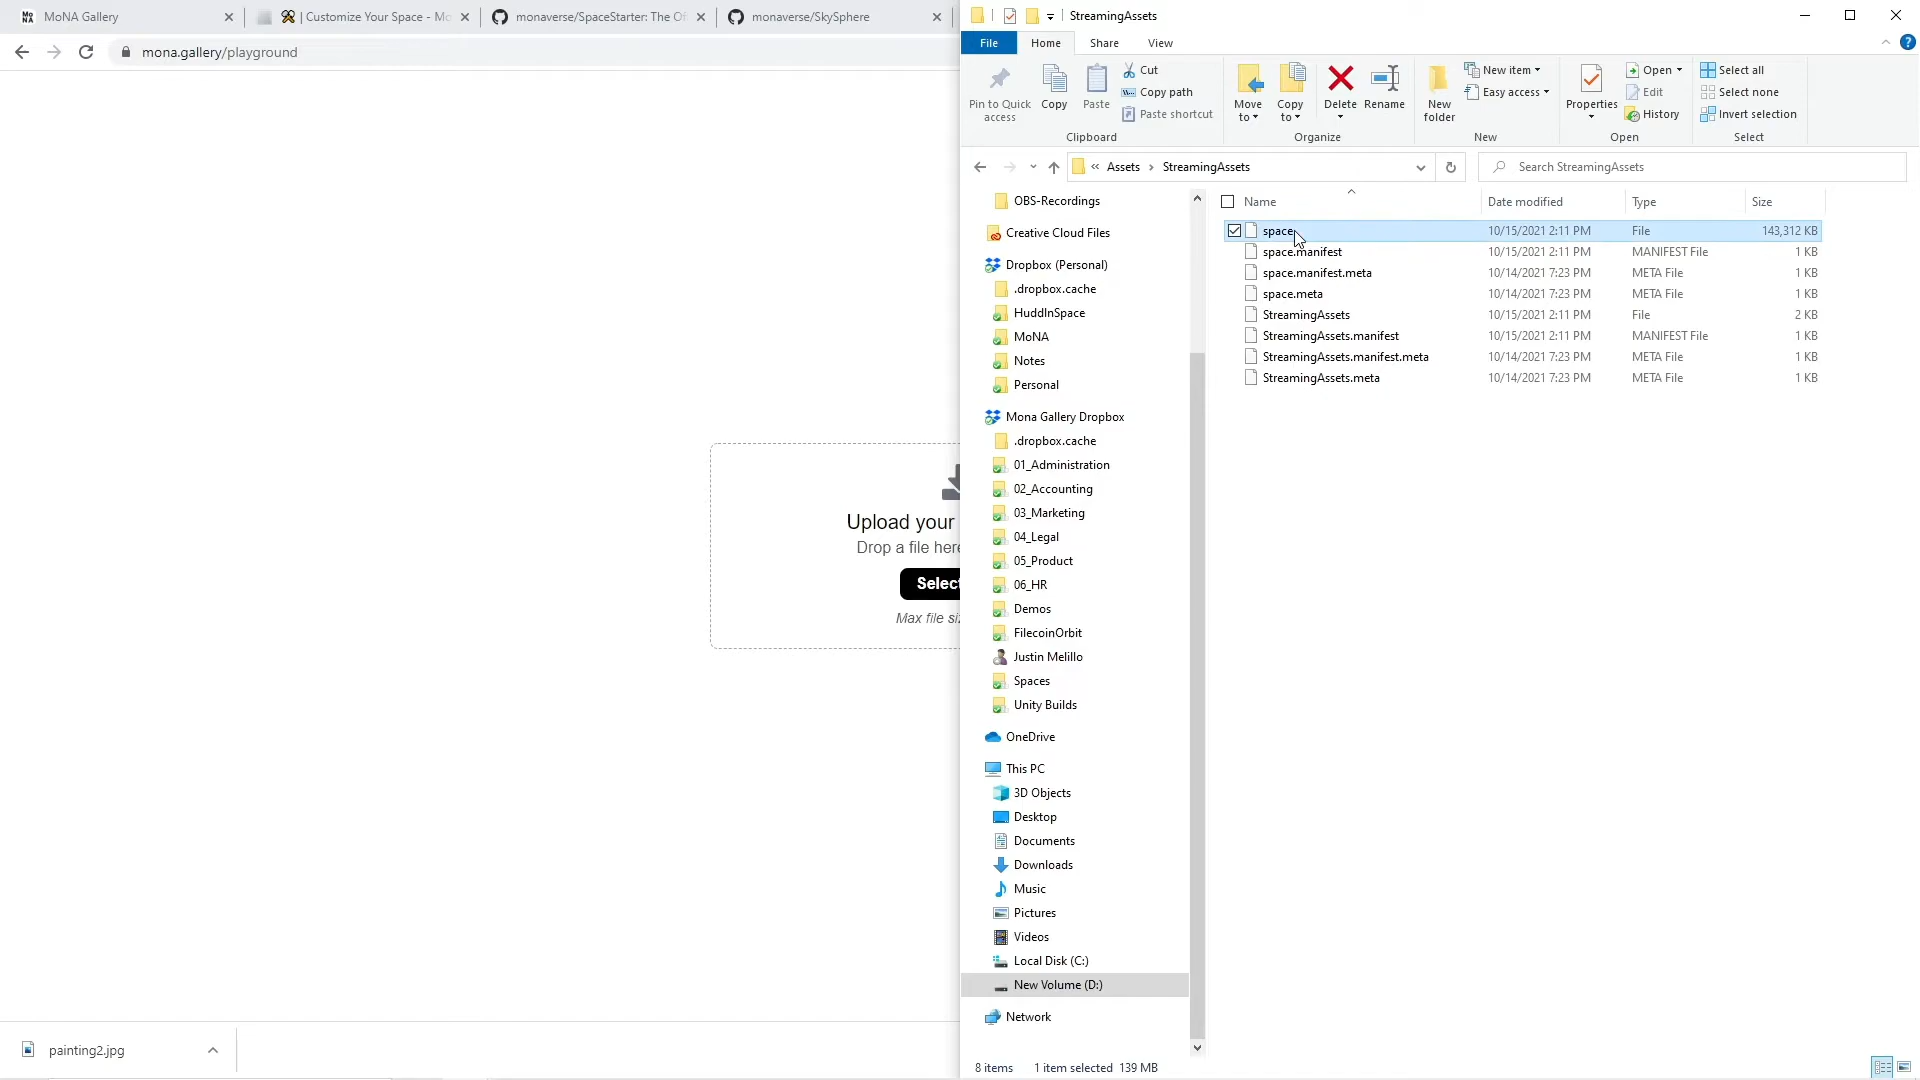 MoNA Gallery
| Customize Your Space - Mo
monaverse/SpaceStarter: The Of
monaverse/SkySphere
mona.gallery/playground
Upload your
Drop a file here
Select
Max file siz
painting2.jpg
StreamingAssets
File
Home
Share
View
Pin to Quick
access
Copy
Paste
Cut
Copy path
Paste shortcut
Clipboard
Move
to
Copy
to
Delete
Rename
Organize
New
folder
New item
Easy access
New
Properties
Open
Edit
History
Open
Select all
Select none
Invert selection
Select
« Assets › StreamingAssets
Search StreamingAssets
OBS-Recordings
Creative Cloud Files
Dropbox (Personal)
.dropbox.cache
HuddInSpace
MoNA
Notes
Personal
Mona Gallery Dropbox
.dropbox.cache
01_Administration
02_Accounting
03_Marketing
04_Legal
05_Product
06_HR
Demos
FilecoinOrbit
Justin Melillo
Spaces
Unity Builds
OneDrive
This PC
3D Objects
Desktop
Documents
Downloads
Music
Pictures
Videos
Local Disk (C:)
New Volume (D:)
Network
Name Date modified Type Size
space 10/15/2021 2:11 PM File 143,312 KB
space.manifest 10/15/2021 2:11 PM MANIFEST File 1 KB
space.manifest.meta 10/14/2021 7:23 PM META File 1 KB
space.meta 10/14/2021 7:23 PM META File 1 KB
StreamingAssets 10/15/2021 2:11 PM File 2 KB
StreamingAssets.manifest 10/15/2021 2:11 PM MANIFEST File 1 KB
StreamingAssets.manifest.meta 10/14/2021 7:23 PM META File 1 KB
StreamingAssets.meta 10/14/2021 7:23 PM META File 1 KB
8 items 1 item selected 139 MB